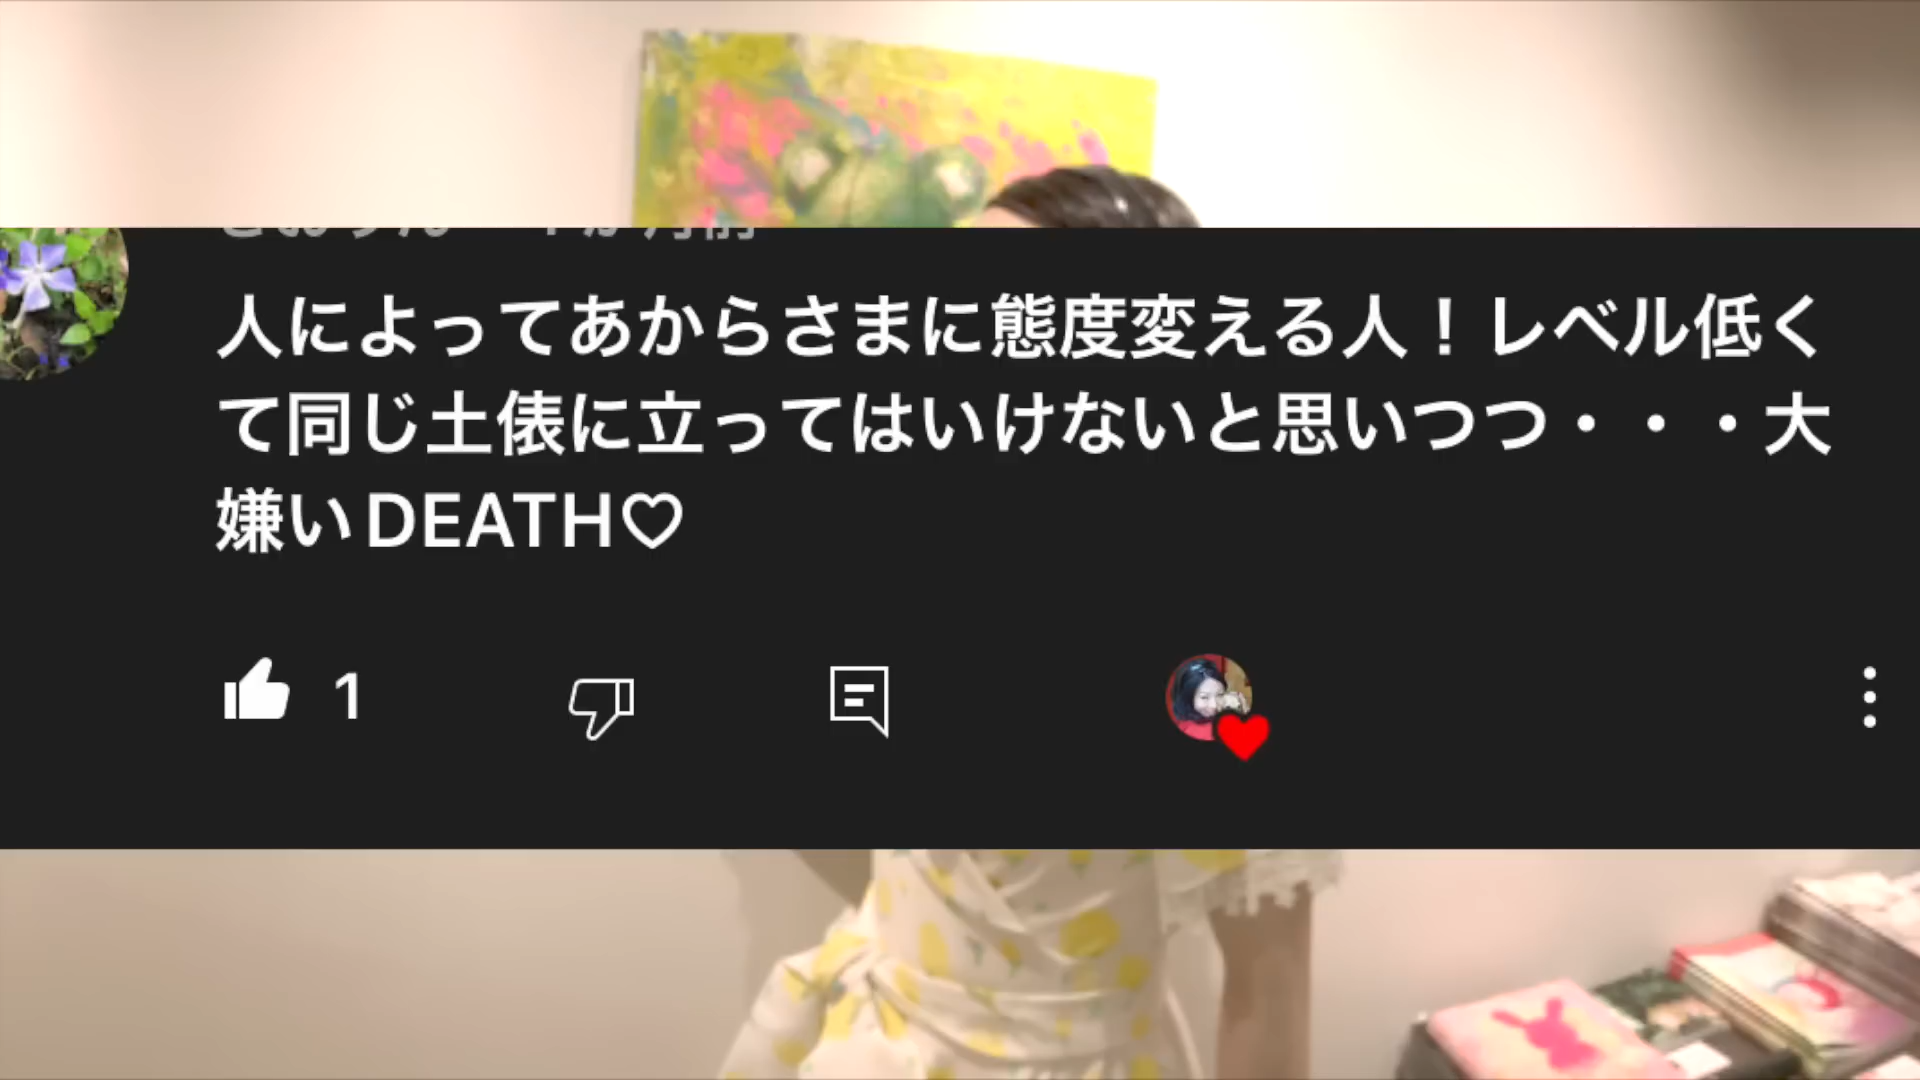 人によってあからさまに態度変える人！レベル低く
て同じ土俵に立ってはいけないと思いつつ・・・大
嫌いDEATH♡
1